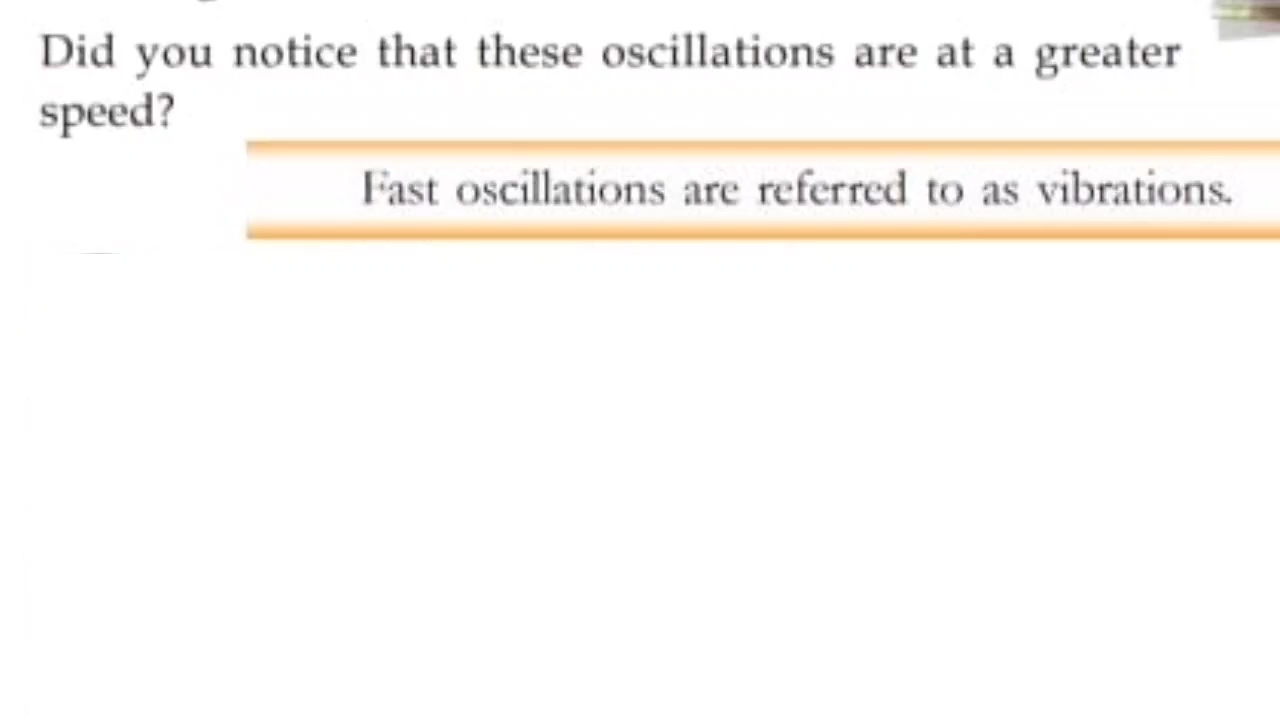 Did you notice that these oscillations are at a greater
speed?
Fast oscillations are referred to as vibrations.